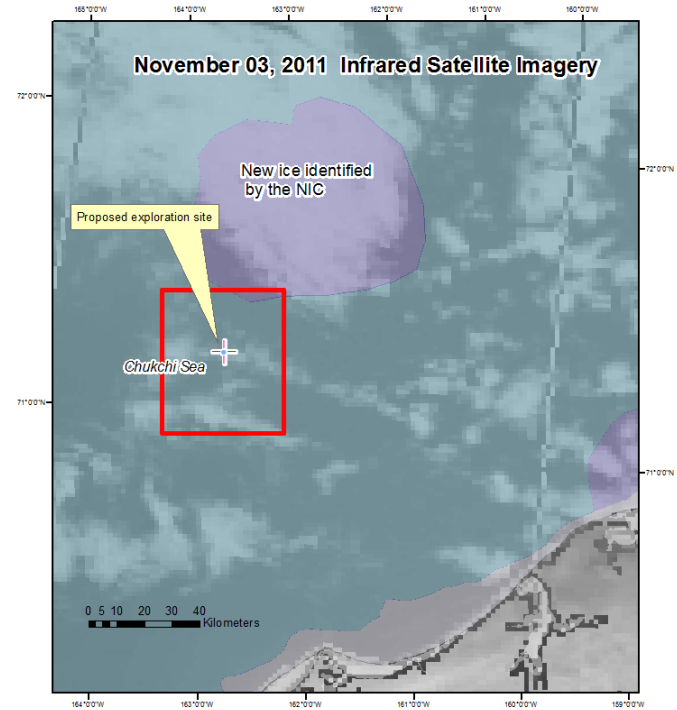 165°0'0"W 164°0'0"W 163°0'0"W 162°0'0"W 161°0'0"W 160°0'0"W
November 03, 2011 Infrared Satellite Imagery
72°0'0"N
72°0'0"N
New ice identified
by the NIC
Proposed exploration site
Chukchi Sea
71°0'0"N
71°0'0"N
0 5 10 20 30 40
Kilometers
164°0'0"W 163°0'0"W 162°0'0"W 161°0'0"W 160°0'0"W 159°0'0"W